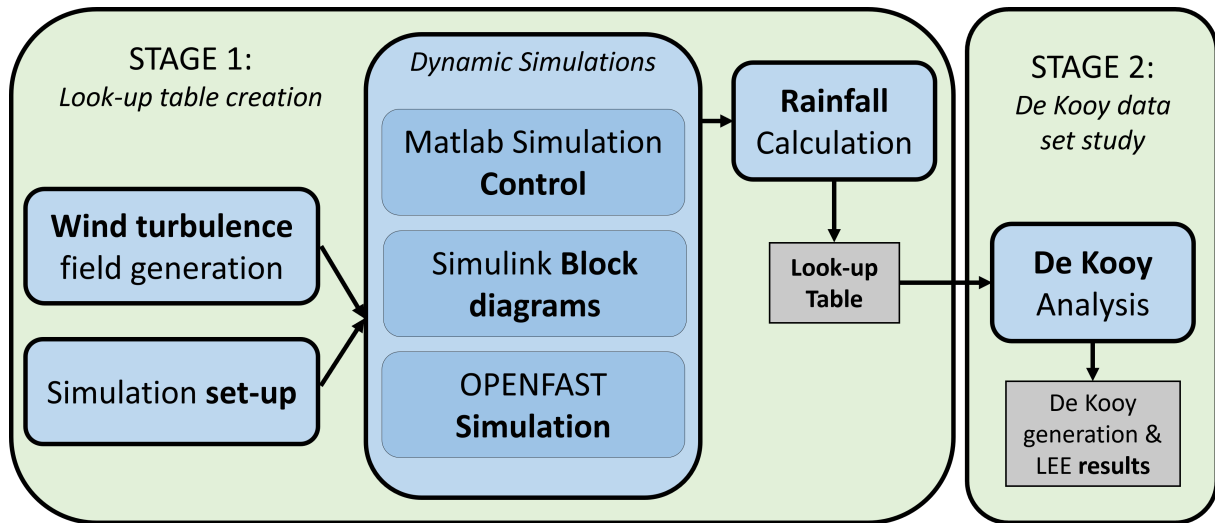 STAGE 1:
Look-up table creation
Wind turbulence
field generation
Simulation set-up
Dynamic Simulations
Matlab Simulation
Control
Simulink Block
diagrams
OPENFAST
Simulation
Rainfall
Calculation
Look-up
Table
STAGE 2:
De Kooy data
set study
De Kooy
Analysis
De Kooy
generation &
LEE results